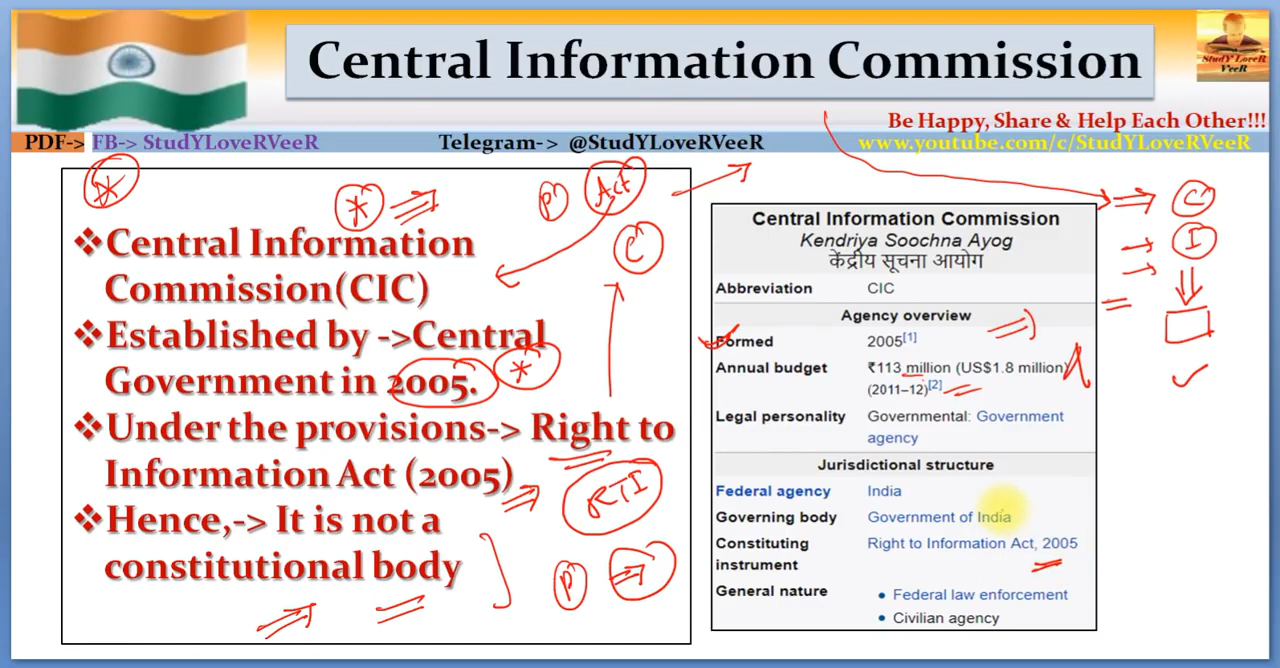 Central Information Commission
StudY LoveR
VeeR
Be Happy, Share & Help Each Other!!!
PDF-> FB-> StudYLoveRVeeR Telegram-> @StudYLoveRVeeR www.youtube.com/c/StudYLoveRVeeR
P Act
C
❖Central Information
Commission(CIC)
❖Established by ->Central
Government in 2005.
❖Under the provisions-> Right to
Information Act (2005)
RTI
❖Hence,-> It is not a
constitutional body
P
Central Information Commission
Kendriya Soochna Ayog
केंद्रीय सूचना आयोग
Abbreviation CIC
Agency overview
Formed 2005[1]
Annual budget ₹113 million (US$1.8 million)
(2011–12)[2]
Legal personality Governmental: Government
agency
Jurisdictional structure
Federal agency India
Governing body Government of India
Constituting Right to Information Act, 2005
instrument
General nature • Federal law enforcement
• Civilian agency
C
I